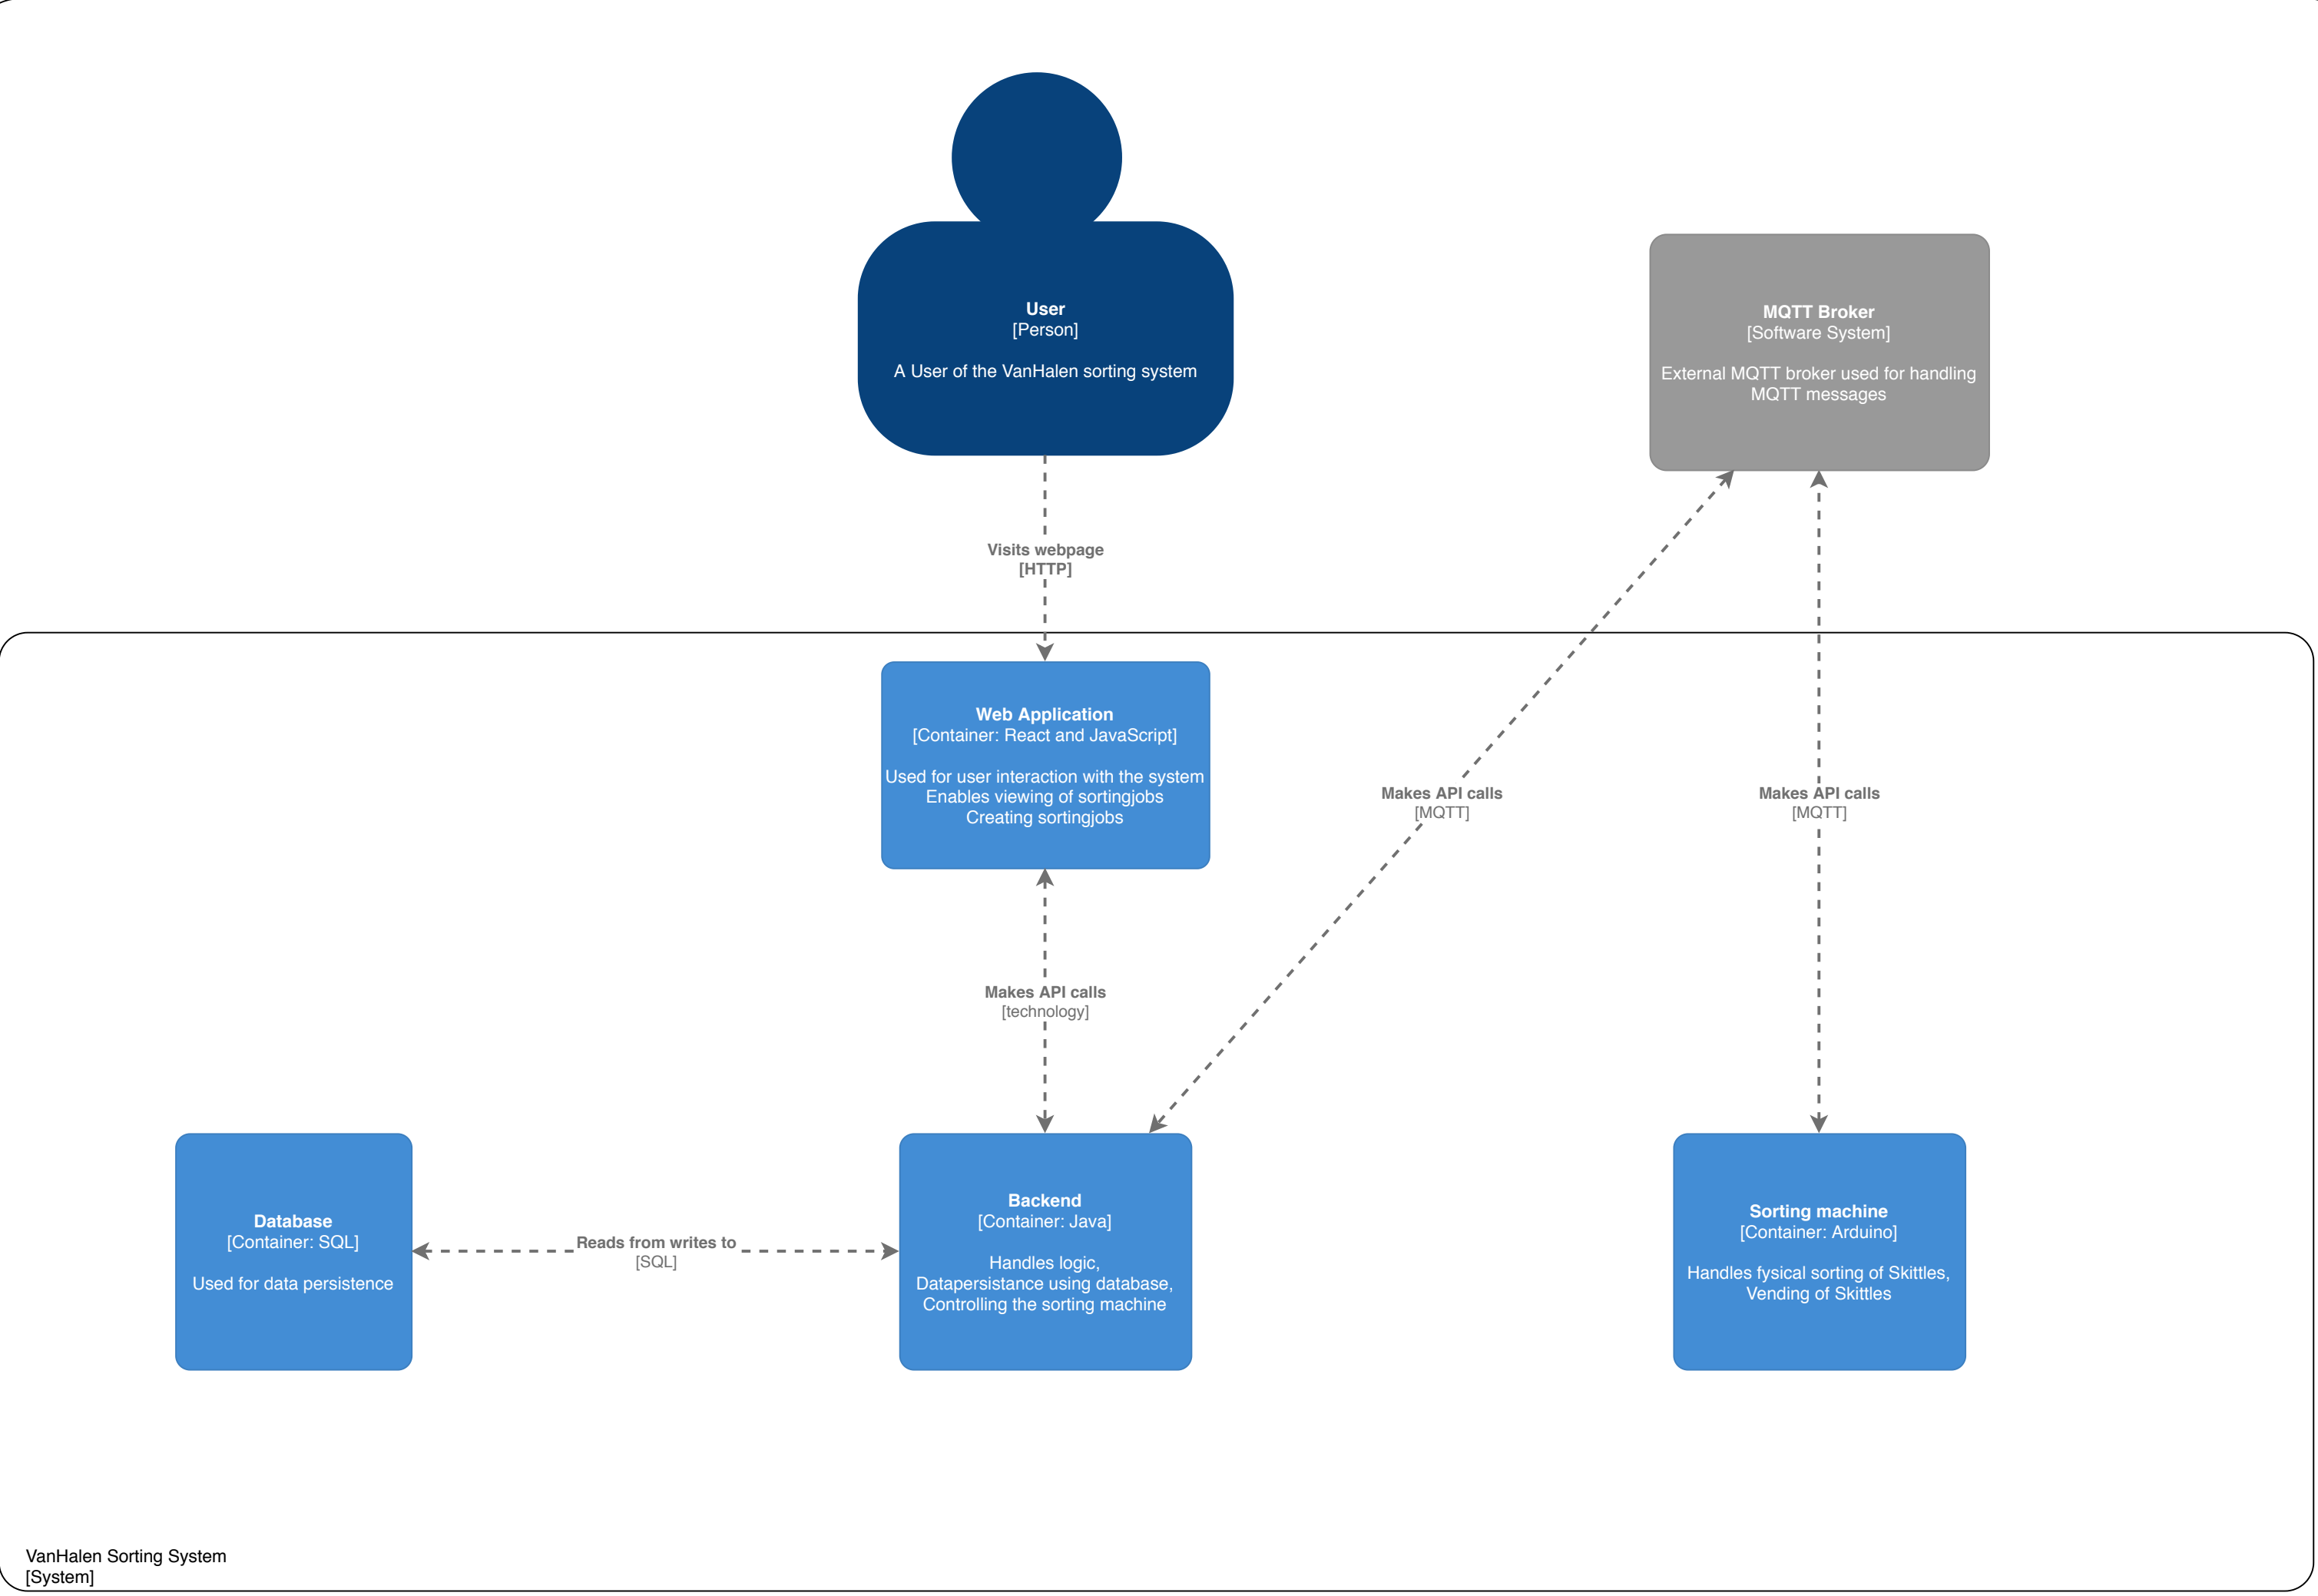 User
[Person]
A User of the VanHalen sorting system
MQTT Broker
[Software System]
External MQTT broker used for handling
MQTT messages
Visits webpage
[HTTP]
Web Application
[Container: React and JavaScript]
Used for user interaction with the system
Enables viewing of sortingjobs
Creating sortingjobs
Makes API calls
[MQTT]
Makes API calls
[MQTT]
Makes API calls
[technology]
Database
[Container: SQL]
Used for data persistence
Reads from writes to
[SQL]
Backend
[Container: Java]
Handles logic,
Datapersistance using database,
Controlling the sorting machine
Sorting machine
[Container: Arduino]
Handles fysical sorting of Skittles,
Vending of Skittles
VanHalen Sorting System
[System]